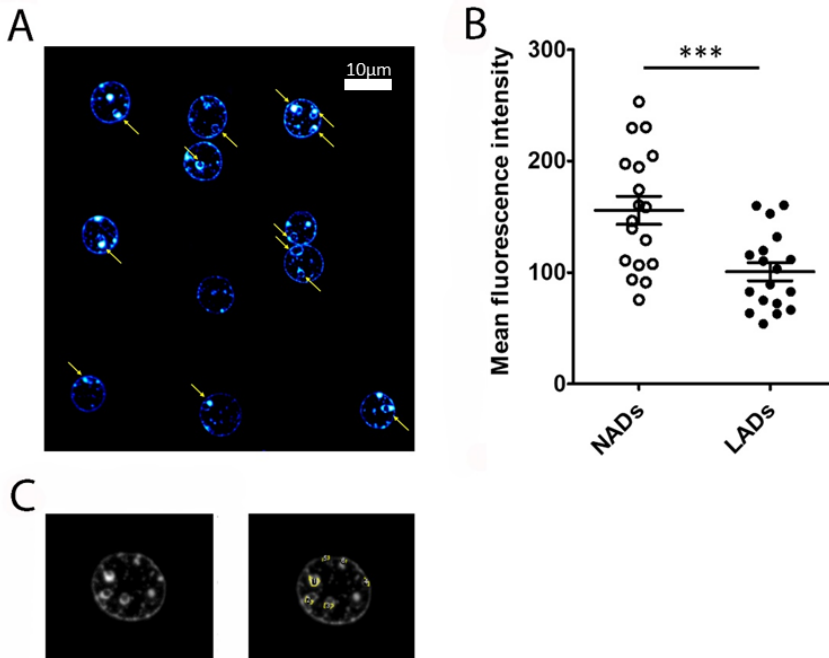 A
10µm
B
***
300
200
100
0
Mean fluorescence intensity
NADs
LADs
C